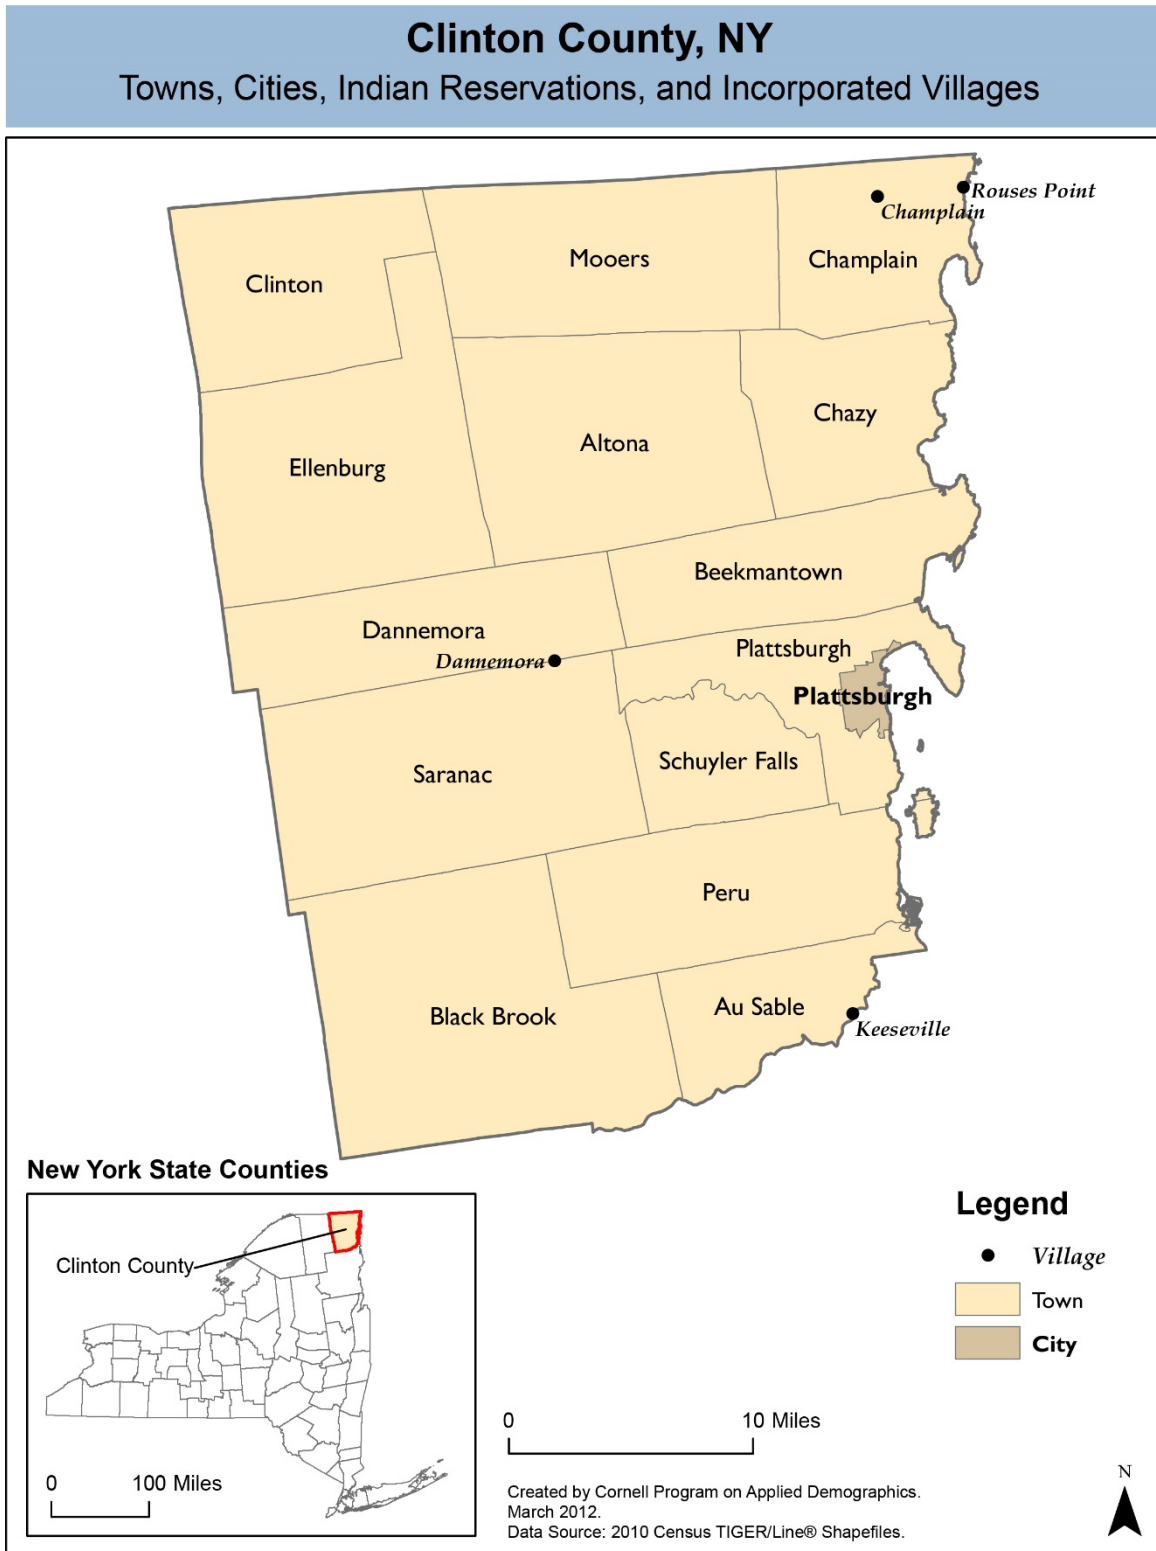 Clinton County, NY
Towns, Cities, Indian Reservations, and Incorporated Villages
Rouses Point
Champlain
Mooers
Champlain
Clinton
Chazy
Altona
Ellenburg
Beekmantown
Dannemora
Plattsburgh
Dannemora
Plattsburgh
Schuyler Falls
Saranac
Peru
Au Sable
Black Brook
Keeseville
New York State Counties
Clinton County
0
100 Miles
Legend
Village
Town
City
0
10 Miles
Created by Cornell Program on Applied Demographics.
March 2012.
Data Source: 2010 Census TIGER/Line® Shapefiles.
N